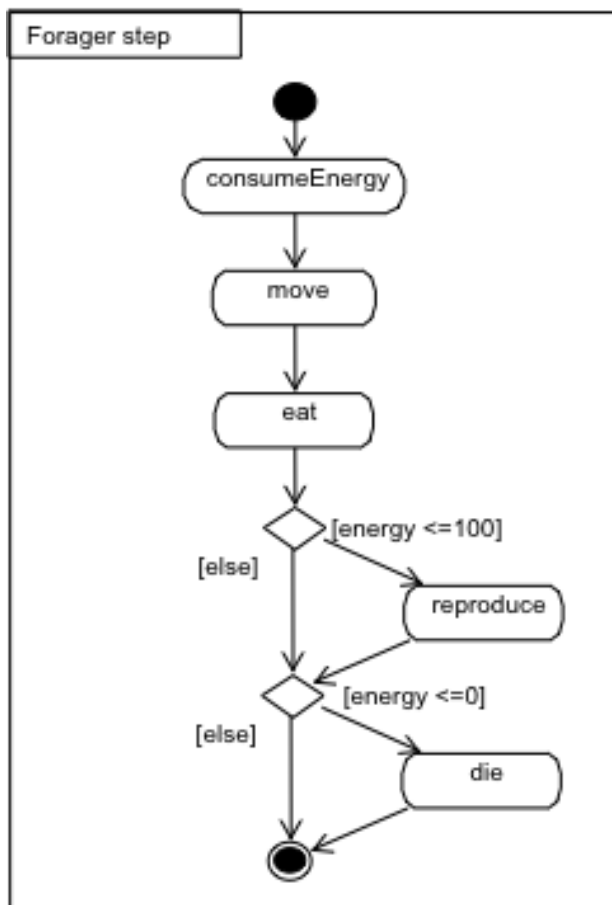 Forager step
consumeEnergy
move
eat
[energy <=100]
[else]
reproduce
[energy <=0]
[else]
die